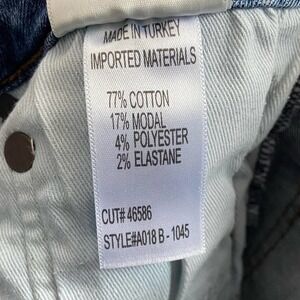 MADE IN TURKEY
IMPORTED MATERIALS
77% COTTON
17% MODAL
4% POLYESTER
2% ELASTANE
CUT# 46586
STYLE#A018 B - 1045